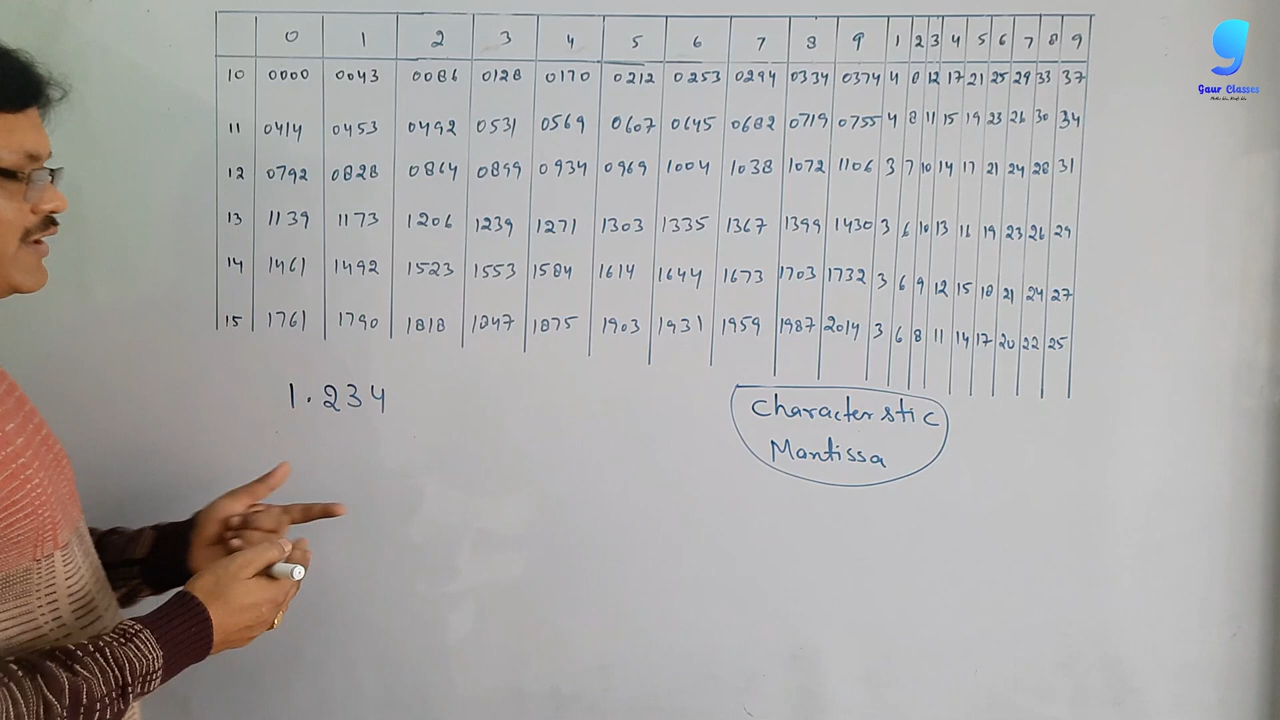 0 1 2 3 4 5 6 7 8 9 1 2 3 4 5 6 7 8 9
10 0000 0043 0086 0128 0170 0212 0253 0294 0334 0374 4 8 12 17 21 25 29 33 37
11 0414 0453 0492 0531 0569 0607 0645 0682 0719 0755 4 8 11 15 19 23 26 30 34
12 0792 0828 0864 0899 0934 0969 1004 1038 1072 1106 3 7 10 14 17 21 24 28 31
13 1139 1173 1206 1239 1271 1303 1335 1367 1399 1430 3 6 10 13 16 19 23 26 29
14 1461 1492 1523 1553 1584 1614 1644 1673 1703 1732 3 6 9 12 15 18 21 24 27
15 1761 1790 1818 1847 1875 1903 1931 1959 1987 2014 3 6 8 11 14 17 20 22 25
1.234
Characteristic
Mantissa
g
Gaur Classes